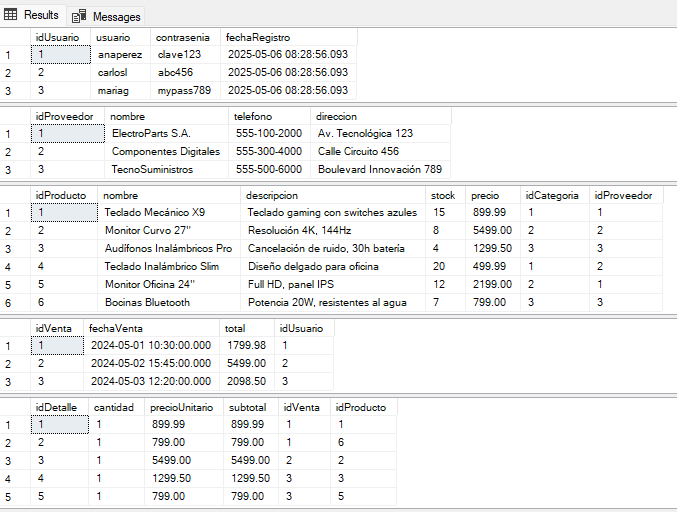 Results Messages
idUsuario usuario contrasenia fechaRegistro
1 1 anaperez clave123 2025-05-06 08:28:56.093
2 2 carlosl abc456 2025-05-06 08:28:56.093
3 3 mariag mypass789 2025-05-06 08:28:56.093
idProveedor nombre telefono direccion
1 1 ElectroParts S.A. 555-100-2000 Av. Tecnológica 123
2 2 Componentes Digitales 555-300-4000 Calle Circuito 456
3 3 TecnoSuministros 555-500-6000 Boulevard Innovación 789
idProducto nombre descripcion stock precio idCategoria idProveedor
1 1 Teclado Mecánico X9 Teclado gaming con switches azules 15 899.99 1 1
2 2 Monitor Curvo 27" Resolución 4K, 144Hz 8 5499.00 2 2
3 3 Audífonos Inalámbricos Pro Cancelación de ruido, 30h batería 4 1299.50 3 3
4 4 Teclado Inalámbrico Slim Diseño delgado para oficina 20 499.99 1 2
5 5 Monitor Oficina 24" Full HD, panel IPS 12 2199.00 2 1
6 6 Bocinas Bluetooth Potencia 20W, resistentes al agua 7 799.00 3 3
idVenta fechaVenta total idUsuario
1 1 2024-05-01 10:30:00.000 1799.98 1
2 2 2024-05-02 15:45:00.000 5499.00 2
3 3 2024-05-03 12:20:00.000 2098.50 3
idDetalle cantidad precioUnitario subtotal idVenta idProducto
1 1 1 899.99 899.99 1 1
2 2 1 799.00 799.00 1 6
3 3 1 5499.00 5499.00 2 2
4 4 1 1299.50 1299.50 3 3
5 5 1 799.00 799.00 3 5